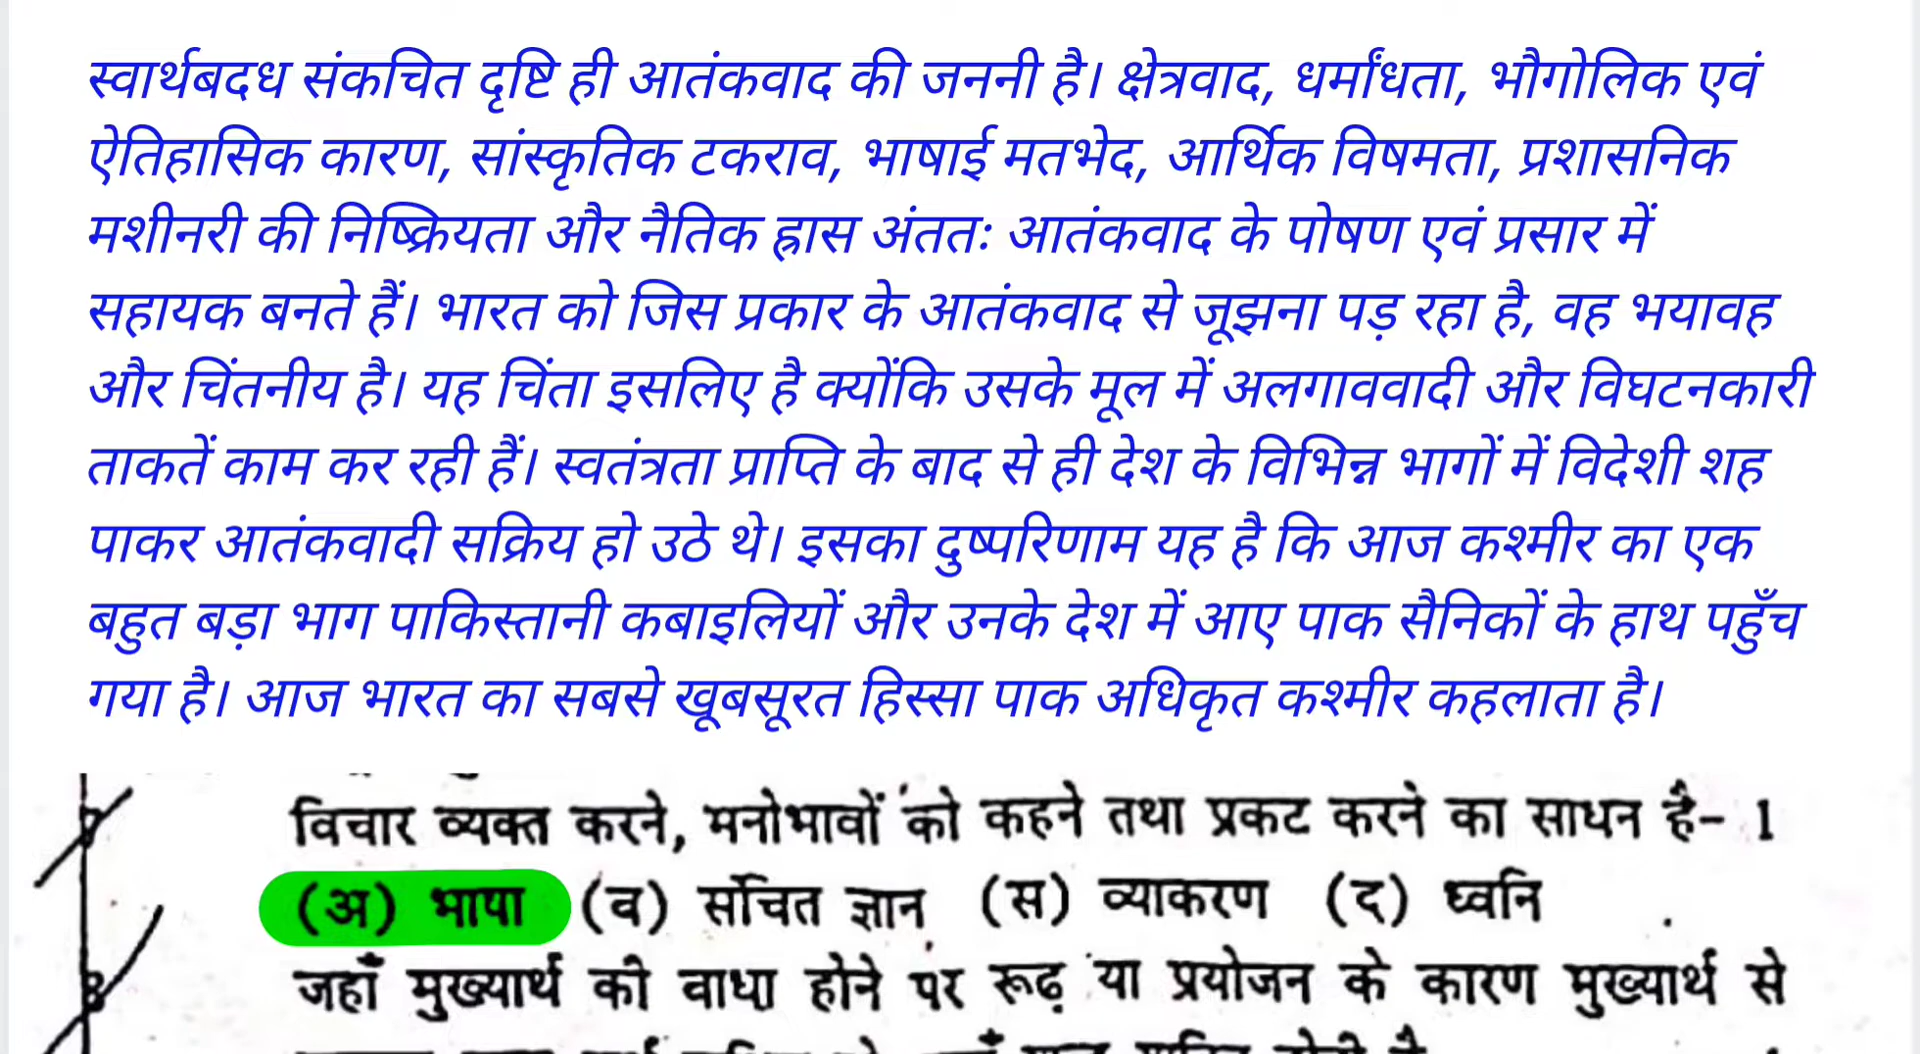 स्वार्थबदध संकचित दृष्टि ही आतंकवाद की जननी है। क्षेत्रवाद, धर्मांधता, भौगोलिक एवं
ऐतिहासिक कारण, सांस्कृतिक टकराव, भाषाई मतभेद, आर्थिक विषमता, प्रशासनिक
मशीनरी की निष्क्रियता और नैतिक ह्रास अंततः आतंकवाद के पोषण एवं प्रसार में
सहायक बनते हैं। भारत को जिस प्रकार के आतंकवाद से जूझना पड़ रहा है, वह भयावह
और चिंतनीय है। यह चिंता इसलिए है क्योंकि उसके मूल में अलगाववादी और विघटनकारी
ताकतें काम कर रही हैं। स्वतंत्रता प्राप्ति के बाद से ही देश के विभिन्न भागों में विदेशी शह
पाकर आतंकवादी सक्रिय हो उठे थे। इसका दुष्परिणाम यह है कि आज कश्मीर का एक
बहुत बड़ा भाग पाकिस्तानी कबाइलियों और उनके देश में आए पाक सैनिकों के हाथ पहुँच
गया है। आज भारत का सबसे खूबसूरत हिस्सा पाक अधिकृत कश्मीर कहलाता है।
विचार व्यक्त करने, मनोभावों को कहने तथा प्रकट करने का साधन है- 1
(अ) भाषा (ब) संचित ज्ञान (स) व्याकरण (द) ध्वनि
जहाँ मुख्यार्थ की बाधा होने पर रूढ़ या प्रयोजन के कारण मुख्यार्थ से